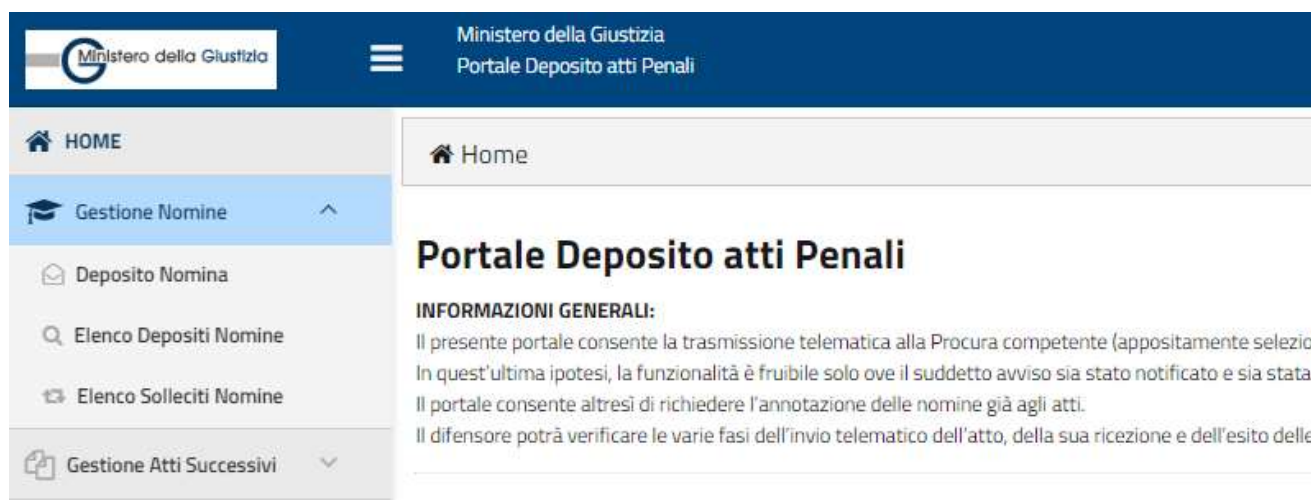 Ministero della Giustizia
Ministero della Giustizia
Portale Deposito atti Penali
HOME
Gestione Nomine
Deposito Nomina
Elenco Depositi Nomine
Elenco Solleciti Nomine
Gestione Atti Successivi
Home
Portale Deposito atti Penali
INFORMAZIONI GENERALI:
Il presente portale consente la trasmissione telematica alla Procura competente (appositamente selezio
In quest'ultima ipotesi, la funzionalità è fruibile solo ove il suddetto avviso sia stato notificato e sia stata
Il portale consente altresì di richiedere l'annotazione delle nomine già agli atti.
Il difensore potrà verificare le varie fasi dell'invio telematico dell'atto, della sua ricezione e dell'esito delle